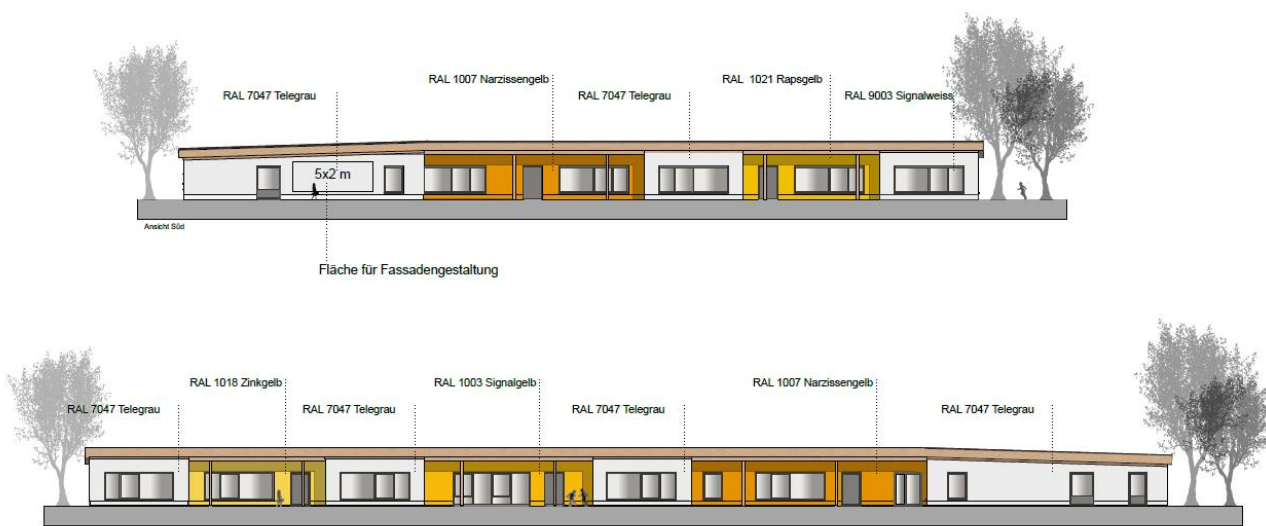 RAL 1007 Narzissengelb
RAL 1021 Rapsgelb
RAL 7047 Telegrau
RAL 7047 Telegrau
RAL 9003 Signalweiss
5x2 m
Ansicht Süd
Fläche für Fassadengestaltung
RAL 1018 Zinkgelb
RAL 1003 Signalgelb
RAL 1007 Narzissengelb
RAL 7047 Telegrau
RAL 7047 Telegrau
RAL 7047 Telegrau
RAL 7047 Telegrau